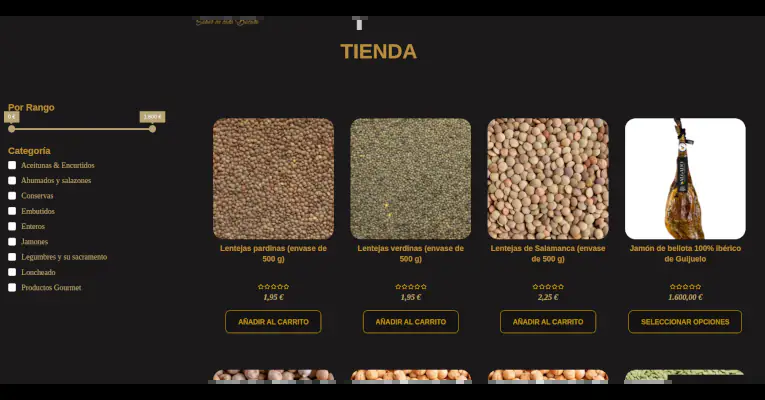 TIENDA
Por Rango
0 €
1.600 €
Categoría
Aceitunas & Encurtidos
Ahumados y salazones
Conservas
Embutidos
Enteros
Jamones
Legumbres y su sacramento
Loncheado
Productos Gourmet
Lentejas pardinas (envase de
500 g)
1,95 €
AÑADIR AL CARRITO
Lentejas verdinas (envase de
500 g)
1,95 €
AÑADIR AL CARRITO
Lentejas de Salamanca (envase
de 500 g)
2,25 €
AÑADIR AL CARRITO
Jamón de bellota 100% ibérico
de Guijuelo
1.600,00 €
SELECCIONAR OPCIONES